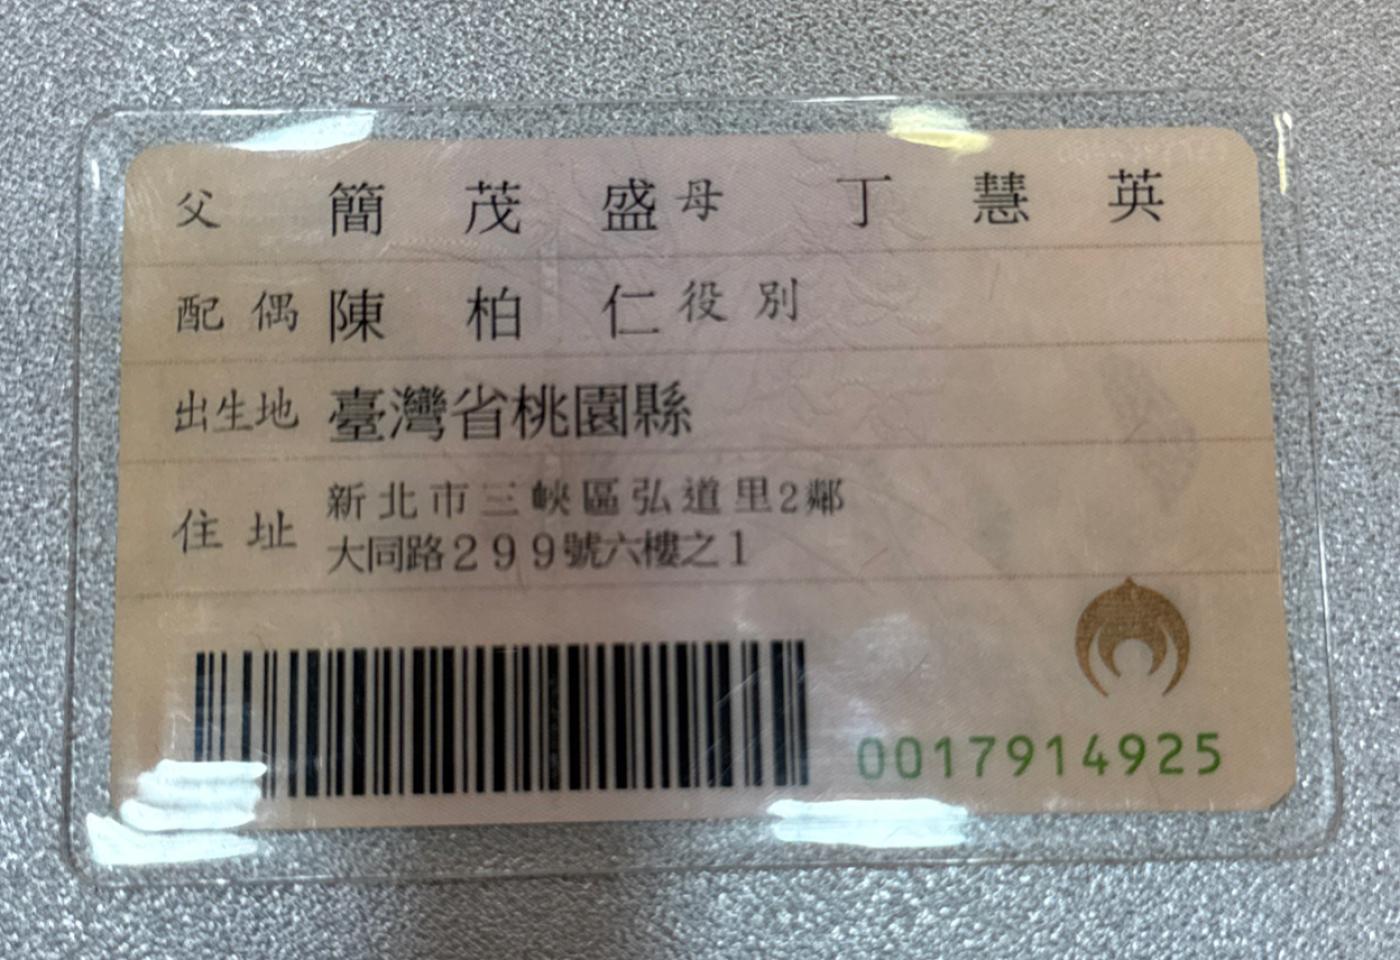 父 簡茂盛 母 丁慧英
配偶 陳柏仁 役別
出生地 臺灣省桃園縣
住址 新北市三峽區弘道里2鄰
大同路299號六樓之1
0017914925